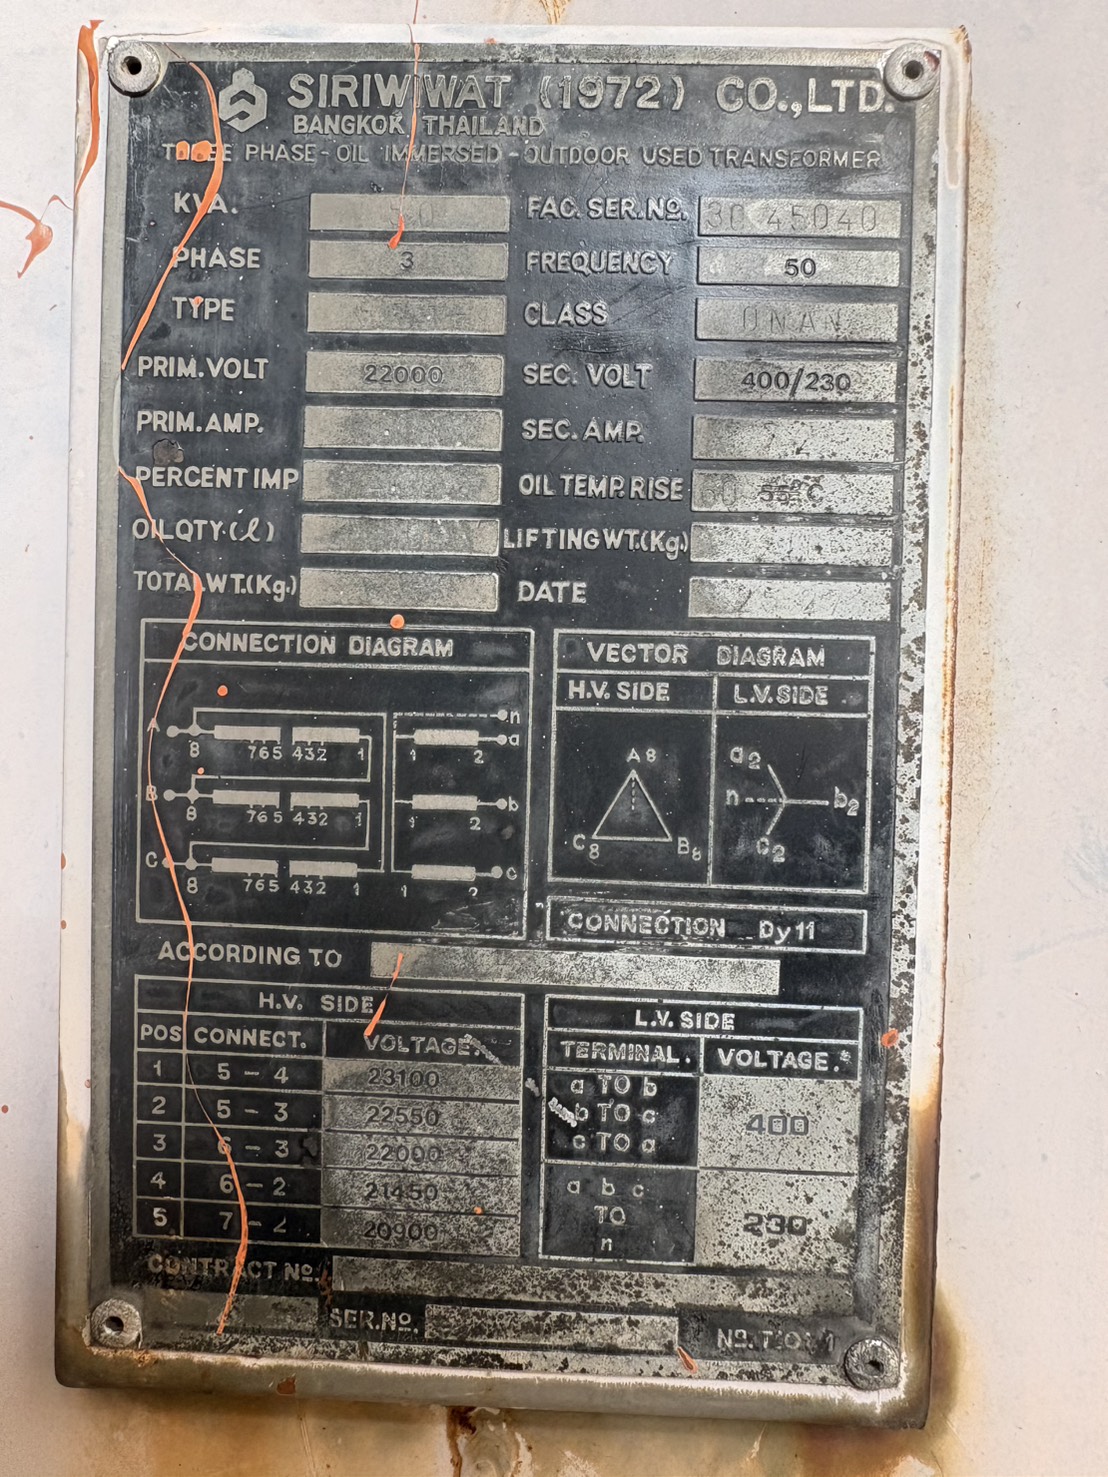 SIRIWIWAT (1972) CO.,LTD.
BANGKOK, THAILAND
THREE PHASE - OIL IMMERSED - OUTDOOR USED TRANSFORMER
KVA. FAC. SER. Nº. 3045040
PHASE 3 FREQUENCY 50
TYPE CLASS ONAN
PRIM. VOLT 22000 SEC. VOLT 400/230
PRIM. AMP. SEC. AMP.
PERCENT IMP OIL TEMP. RISE 60 55°C
OIL QTY. (ℓ) LIFTING WT.(Kg.)
TOTAL WT.(Kg.) DATE
CONNECTION DIAGRAM
A 8 765 432 1 1 2 n a
B 8 765 432 1 1 2 b
C 8 765 432 1 1 2 c
VECTOR DIAGRAM
H.V. SIDE L.V. SIDE
A8 a2
n b2
C8 B8 c2
CONNECTION Dy11
ACCORDING TO
H.V. SIDE
POS CONNECT. VOLTAGE.
1 5 - 4 23100
2 5 - 3 22550
3 6 - 3 22000
4 6 - 2 21450
5 7 - 2 20900
L.V. SIDE
TERMINAL. VOLTAGE.
a TO b
b TO c 400
c TO a
a b c
TO 230
n
CONTRACT Nº.
SER. Nº.